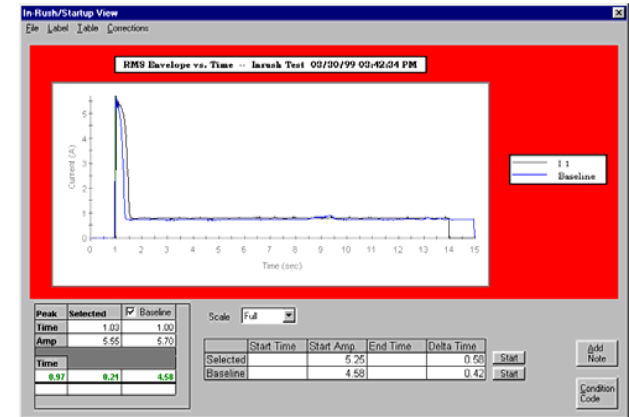 In-Rush/Startup View
File Label Table Corrections
RMS Envelope vs. Time -- Inrush Test 03/30/99 03:42:34 PM
Current (A)
5
4
3
2
1
0
0 1 2 3 4 5 6 7 8 9 10 11 12 13 14 15
Time (sec)
I 1
Baseline
Peak Selected Baseline
Time 1.03 1.00
Amp 5.55 5.70
Time
0.97 0.21 4.58
Scale Full
Start Time Start Amp. End Time Delta Time
Selected 5.25 0.58 Start
Baseline 4.58 0.42 Start
Add
Note
Condition
Code